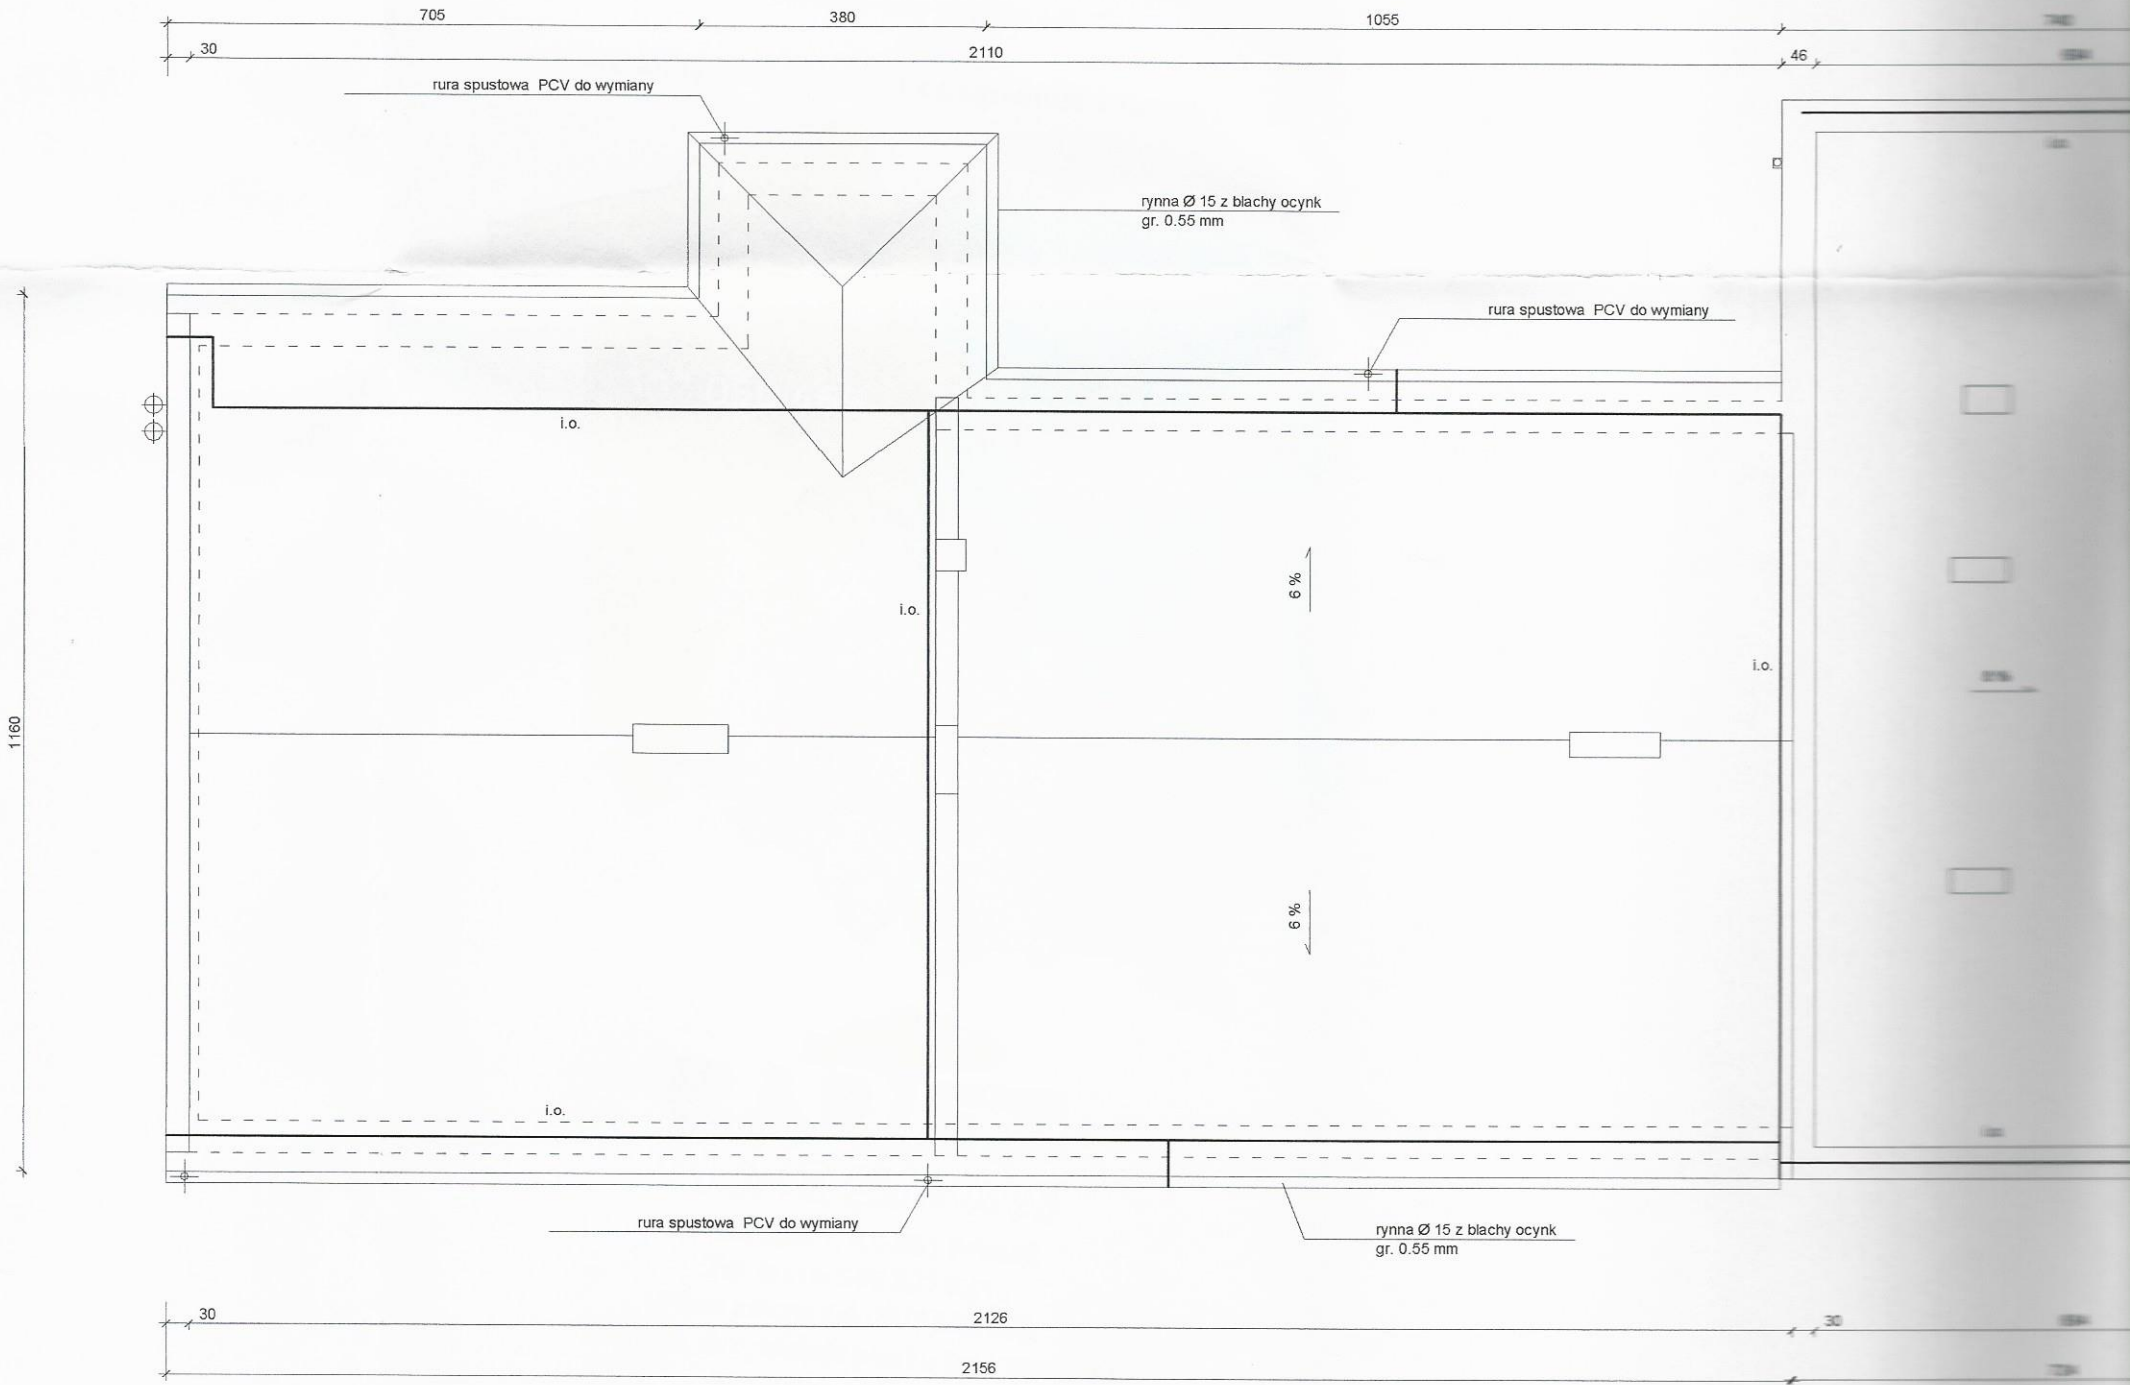 705
380
1055
30
2110
46
rura spustowa PCV do wymiany
rynna Ø 15 z blachy ocynk
gr. 0.55 mm
rura spustowa PCV do wymiany
i.o.
6 %
i.o.
i.o.
1160
6 %
i.o.
rura spustowa PCV do wymiany
rynna Ø 15 z blachy ocynk
gr. 0.55 mm
30
2126
30
2156